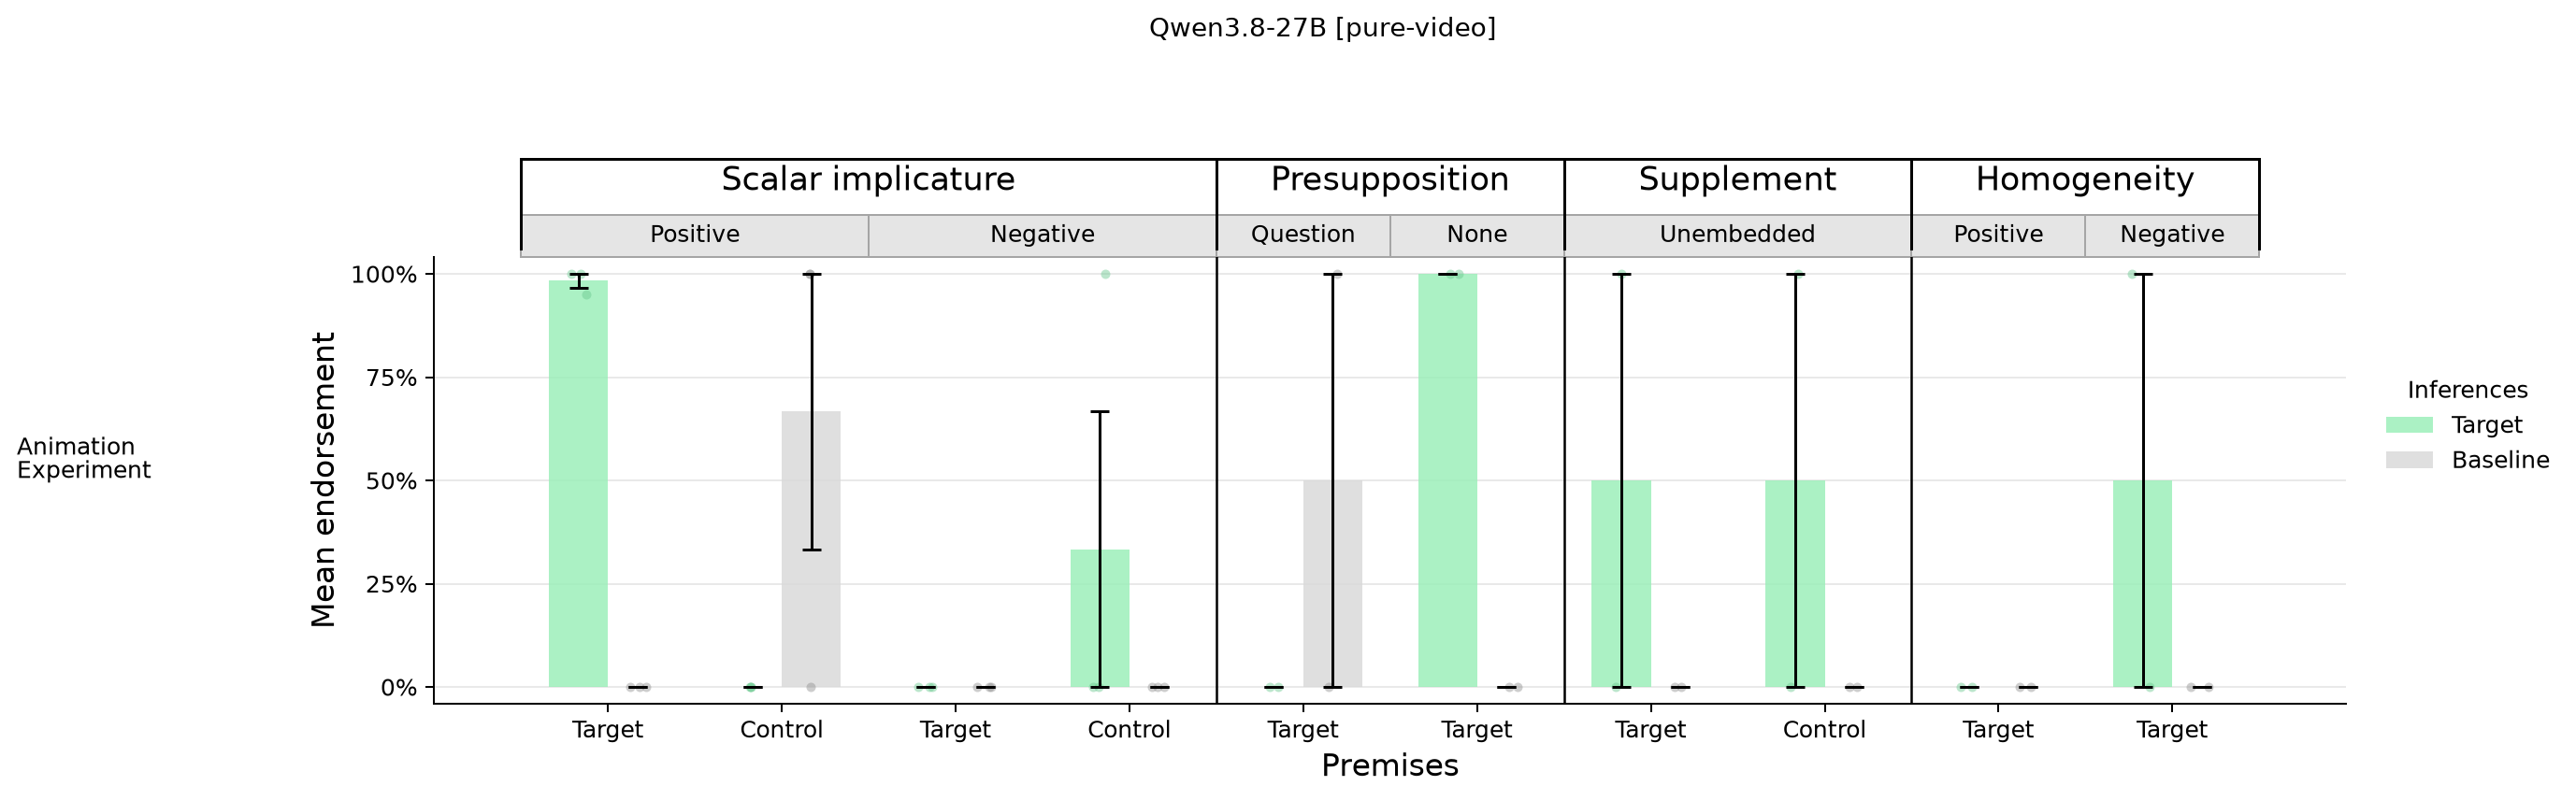 Qwen3.8-27B [pure-video]
Scalar implicature Presupposition Supplement Homogeneity
Positive Negative Question None Unembedded Positive Negative
100%
75%
50%
25%
0%
Mean endorsement
Animation
Experiment
Inferences
Target
Baseline
Target Control Target Control Target Target Target Control Target Target
Premises